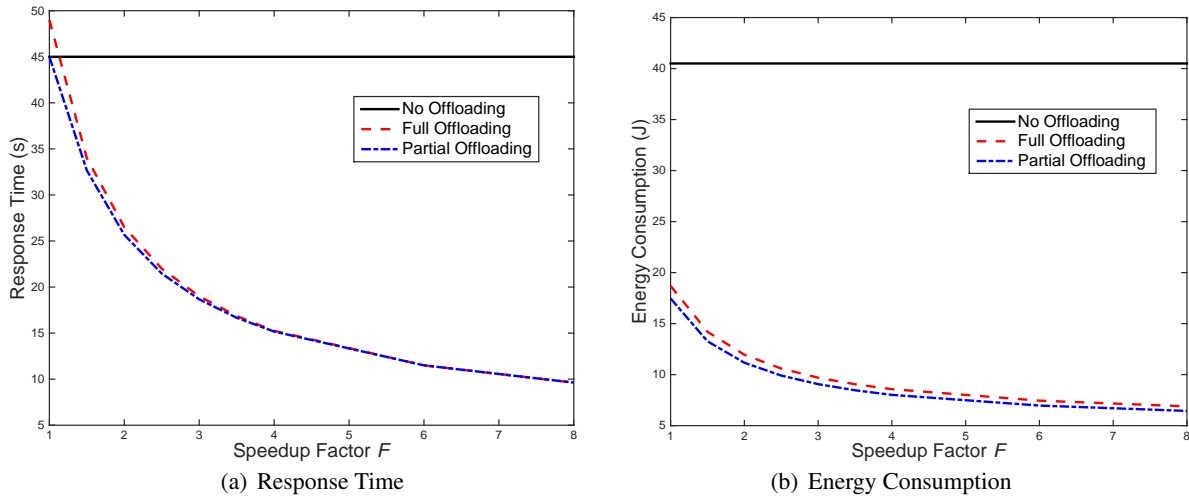 50
45
40
35
30
25
20
15
10
5
Response Time (s)
1 2 3 4 5 6 7 8
Speedup Factor F
No Offloading
Full Offloading
Partial Offloading
(a) Response Time
45
40
35
30
25
20
15
10
5
Energy Consumption (J)
1 2 3 4 5 6 7 8
Speedup Factor F
No Offloading
Full Offloading
Partial Offloading
(b) Energy Consumption